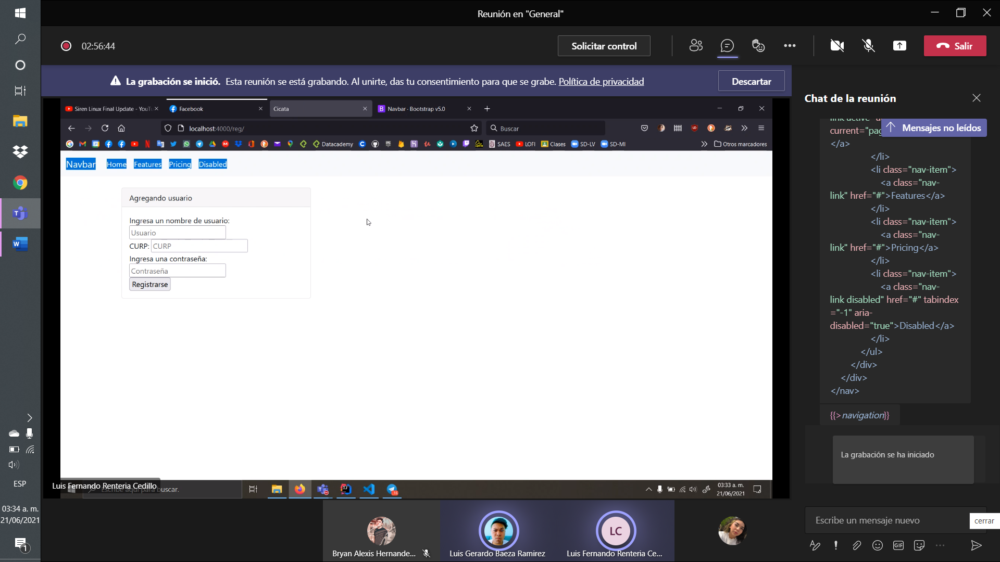 Reunión en "General"
02:56:44
Solicitar control
Salir
La grabación se inició. Esta reunión se está grabando. Al unirte, das tu consentimiento para que se grabe. Política de privacidad
Descartar
Chat de la reunión
Siren Linux Final Update - YouTu
Facebook
Cicata
Navbar · Bootstrap v5.0
localhost:4000/reg/
Buscar
Datacademy
SAES
LOFI
Clases
SD-LV
SD-MI
Otros marcadores
Navbar Home Features Pricing Disabled
Agregando usuario
Ingresa un nombre de usuario:
Usuario
CURP: CURP
Ingresa una contraseña:
Contraseña
Registrarse
Mensajes no leídos
current="pag
</a>
</li>
<li class="nav-item">
<a class="nav-
link" href="#">Features</a>
</li>
<li class="nav-item">
<a class="nav-
link" href="#">Pricing</a>
</li>
<li class="nav-item">
<a class="nav-
link disabled" href="#" tabindex
="-1" aria-
disabled="true">Disabled</a>
</li>
</ul>
</div>
</div>
</nav>
{{>navigation}}
La grabación se ha iniciado
Escribe un mensaje nuevo
cerrar
GIF
Luis Fernando Renteria Cedillo
Escribe aquí para buscar.
16
03:33 a. m.
21/06/2021
ESP
03:34 a. m.
21/06/2021
1
Bryan Alexis Hernande...
Luis Gerardo Baeza Ramirez
LC
Luis Fernando Renteria Ce...